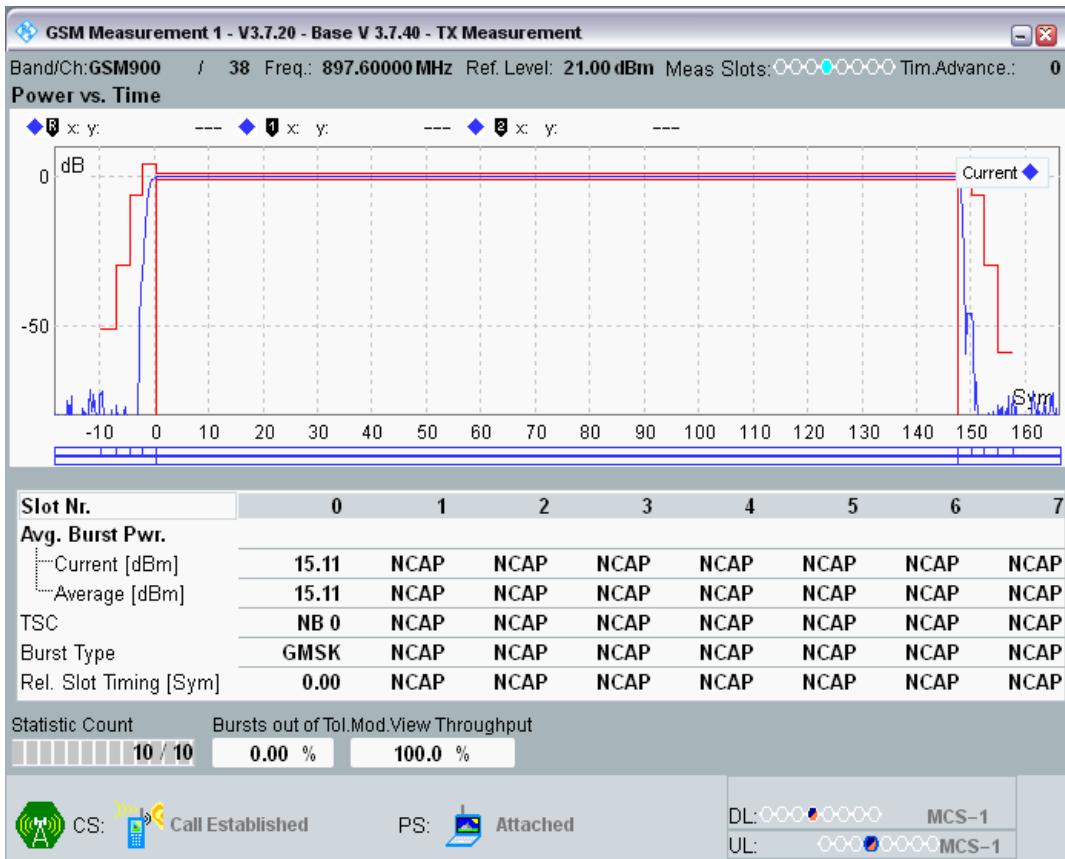 GSM Measurement 1 - V3.7.20 - Base V 3.7.40 - TX Measurement
Band/Ch:GSM900 / 38 Freq.: 897.60000 MHz Ref. Level: 21.00 dBm Meas Slots: Tim.Advance.: 0
Power vs. Time
R x: y: --- 1 x: y: --- 2 x: y: ---
dB
Current
0
-50
Sym
-10 0 10 20 30 40 50 60 70 80 90 100 110 120 130 140 150 160
Slot Nr. 0 1 2 3 4 5 6 7
Avg. Burst Pwr.
Current [dBm] 15.11 NCAP NCAP NCAP NCAP NCAP NCAP NCAP
Average [dBm] 15.11 NCAP NCAP NCAP NCAP NCAP NCAP NCAP
TSC NB 0 NCAP NCAP NCAP NCAP NCAP NCAP NCAP
Burst Type GMSK NCAP NCAP NCAP NCAP NCAP NCAP NCAP
Rel. Slot Timing [Sym] 0.00 NCAP NCAP NCAP NCAP NCAP NCAP NCAP
Statistic Count Bursts out of Tol.Mod.View Throughput
10 / 10 0.00 % 100.0 %
CS: Call Established PS: Attached
DL: MCS-1
UL: MCS-1